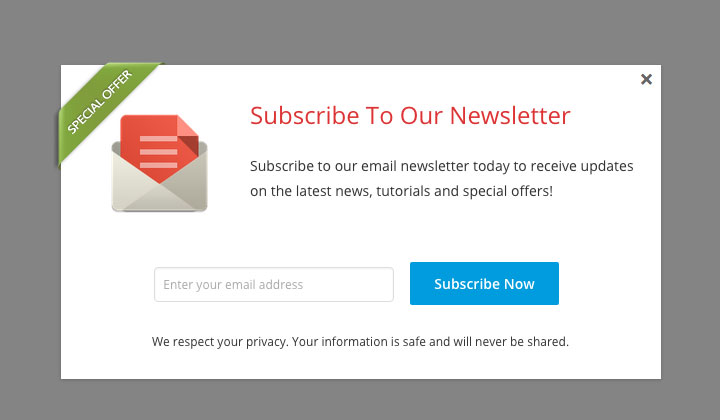 SPECIAL OFFER
Subscribe To Our Newsletter
Subscribe to our email newsletter today to receive updates
on the latest news, tutorials and special offers!
Enter your email address
Subscribe Now
We respect your privacy. Your information is safe and will never be shared.